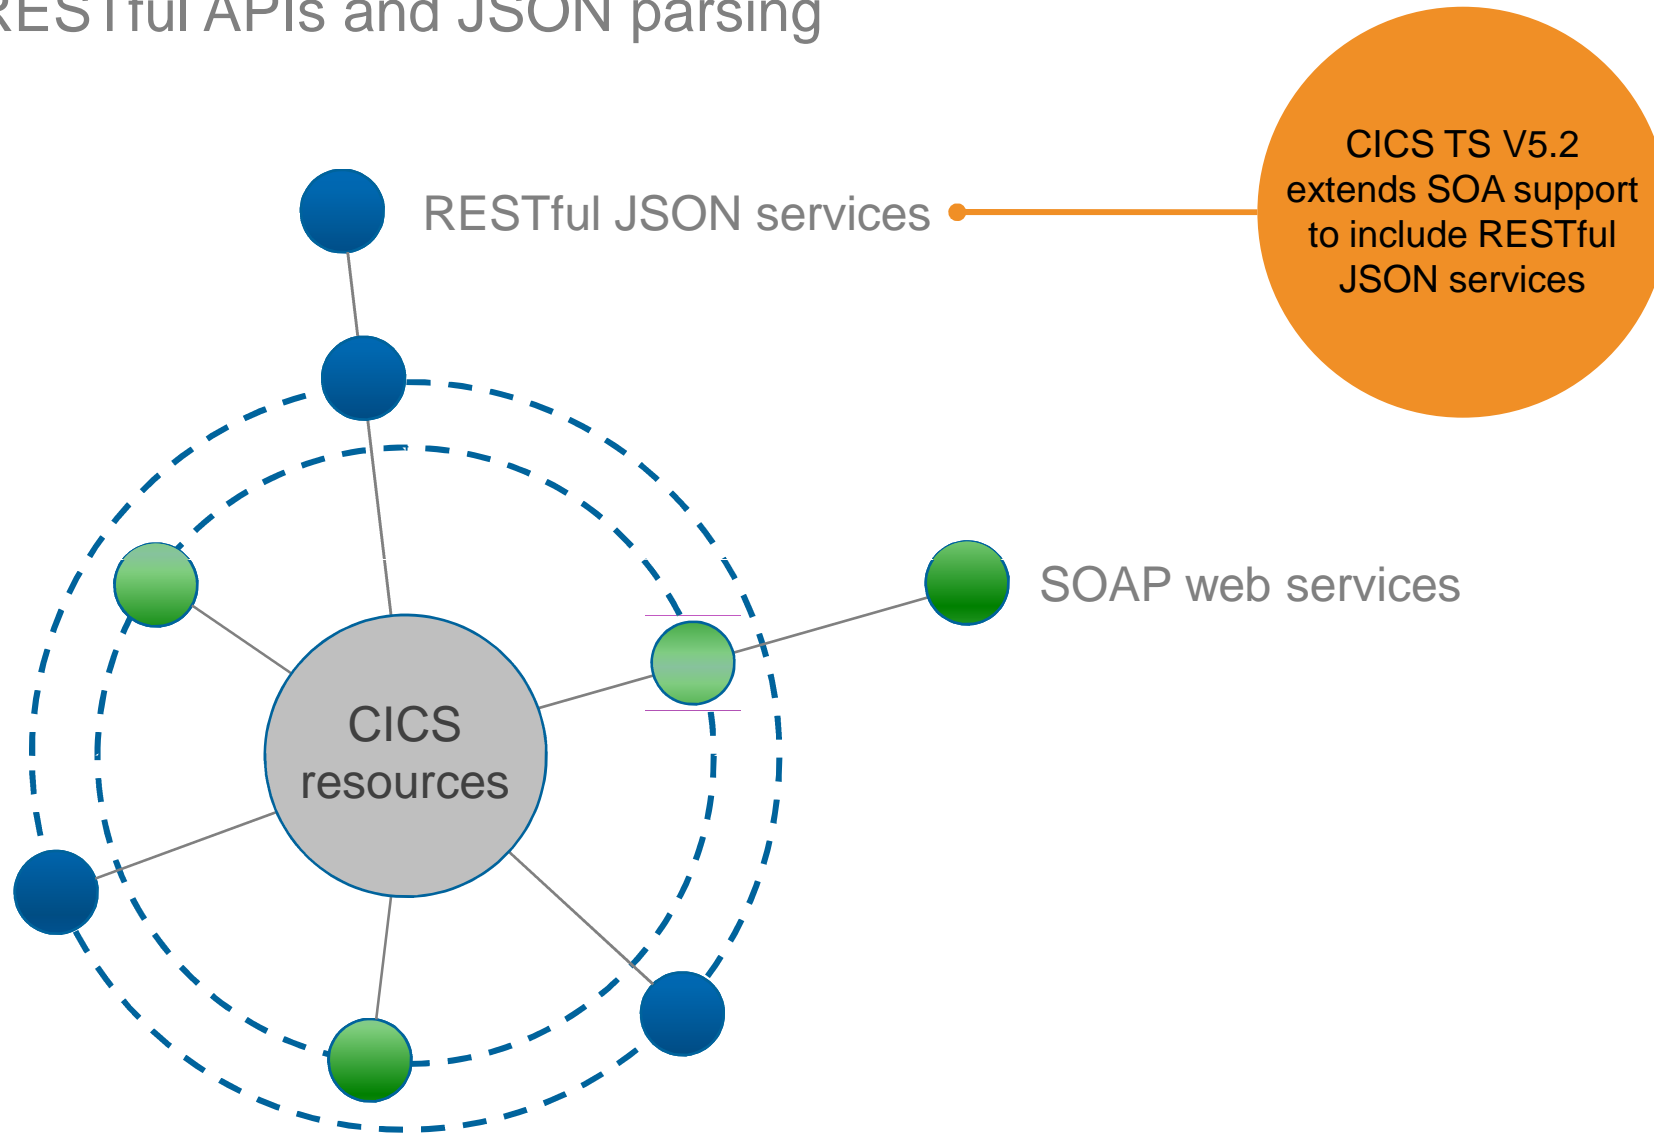 RESTful APIs and JSON parsing
CICS TS V5.2
extends SOA support
to include RESTful
JSON services
RESTful JSON services
SOAP web services
CICS
resources